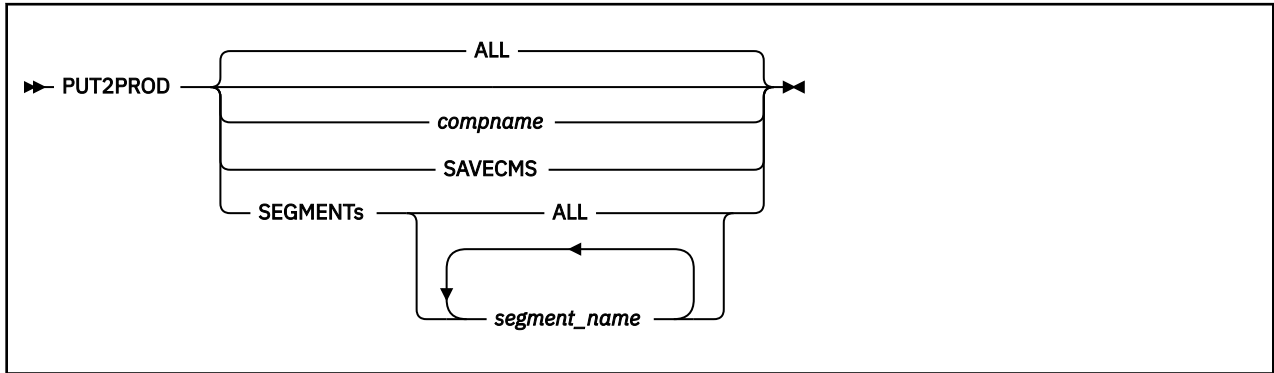 ALL
PUT2PROD
compname
SAVECMS
SEGMENTs ALL
segment_name